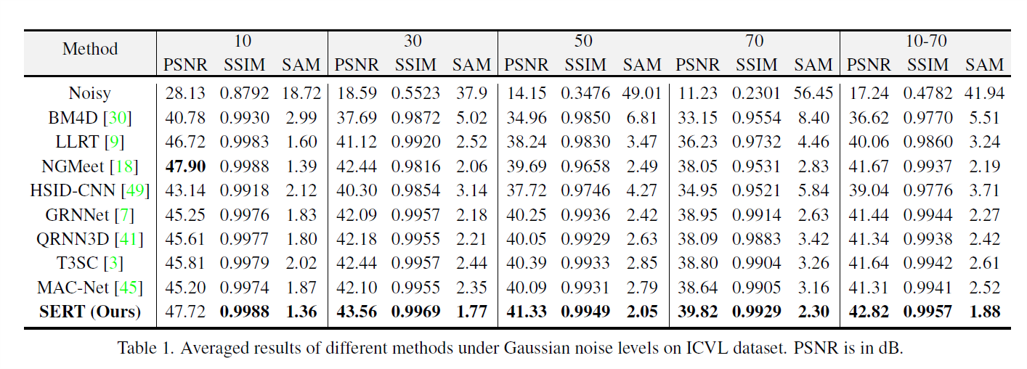 Method 10 30 50 70 10-70
PSNR SSIM SAM PSNR SSIM SAM PSNR SSIM SAM PSNR SSIM SAM PSNR SSIM SAM
Noisy 28.13 0.8792 18.72 18.59 0.5523 37.9 14.15 0.3476 49.01 11.23 0.2301 56.45 17.24 0.4782 41.94
BM4D [30] 40.78 0.9930 2.99 37.69 0.9872 5.02 34.96 0.9850 6.81 33.15 0.9554 8.40 36.62 0.9770 5.51
LLRT [9] 46.72 0.9983 1.60 41.12 0.9920 2.52 38.24 0.9830 3.47 36.23 0.9732 4.46 40.06 0.9860 3.24
NGMeet [18] 47.90 0.9988 1.39 42.44 0.9816 2.06 39.69 0.9658 2.49 38.05 0.9531 2.83 41.67 0.9937 2.19
HSID-CNN [49] 43.14 0.9918 2.12 40.30 0.9854 3.14 37.72 0.9746 4.27 34.95 0.9521 5.84 39.04 0.9776 3.71
GRNNet [7] 45.25 0.9976 1.83 42.09 0.9957 2.18 40.25 0.9936 2.42 38.95 0.9914 2.63 41.44 0.9944 2.27
QRNN3D [41] 45.61 0.9977 1.80 42.18 0.9955 2.21 40.05 0.9929 2.63 38.09 0.9883 3.42 41.34 0.9938 2.42
T3SC [3] 45.81 0.9979 2.02 42.44 0.9957 2.44 40.39 0.9933 2.85 38.80 0.9904 3.26 41.64 0.9942 2.61
MAC-Net [45] 45.20 0.9974 1.87 42.10 0.9955 2.35 40.09 0.9931 2.79 38.64 0.9905 3.16 41.31 0.9941 2.52
SERT (Ours) 47.72 0.9988 1.36 43.56 0.9969 1.77 41.33 0.9949 2.05 39.82 0.9929 2.30 42.82 0.9957 1.88
Table 1. Averaged results of different methods under Gaussian noise levels on ICVL dataset. PSNR is in dB.